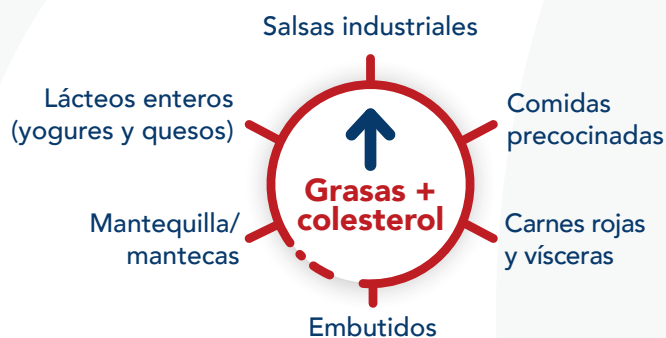 Salsas industriales
Lácteos enteros
(yogures y quesos)
Comidas
precocinadas
Grasas +
colesterol
Mantequilla/
mantecas
Carnes rojas
y vísceras
Embutidos